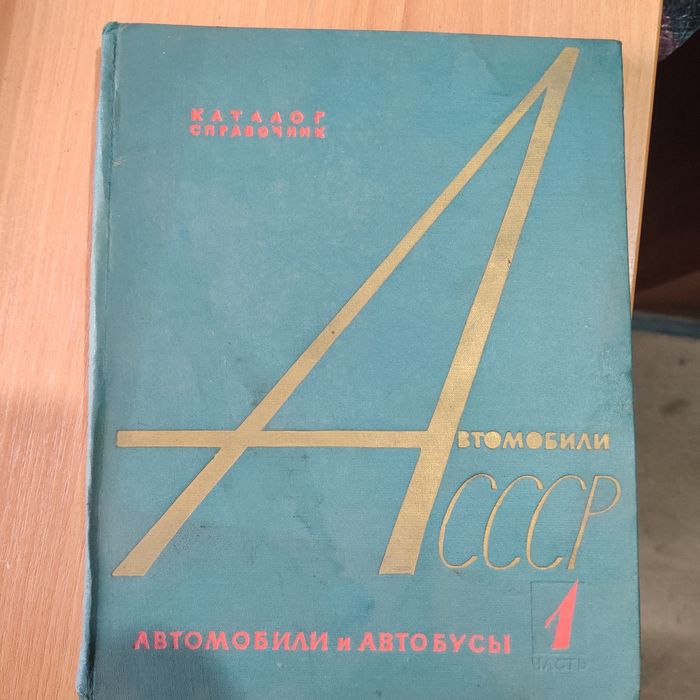 КАТАЛОГ
СПРАВОЧНИК
АВТОМОБИЛИ
СССР
АВТОМОБИЛИ и АВТОБУСЫ
1
ЧАСТЬ